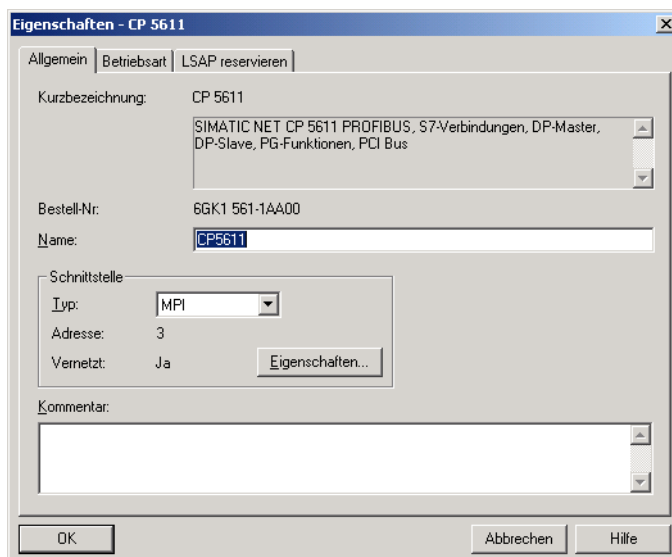 Eigenschaften - CP 5611
Allgemein Betriebsart LSAP reservieren
Kurzbezeichnung: CP 5611
SIMATIC NET CP 5611 PROFIBUS, S7-Verbindungen, DP-Master,
DP-Slave, PG-Funktionen, PCI Bus
Bestell-Nr: 6GK1 561-1AA00
Name: CP5611
Schnittstelle
Typ: MPI
Adresse: 3
Vernetzt: Ja Eigenschaften...
Kommentar:
OK Abbrechen Hilfe